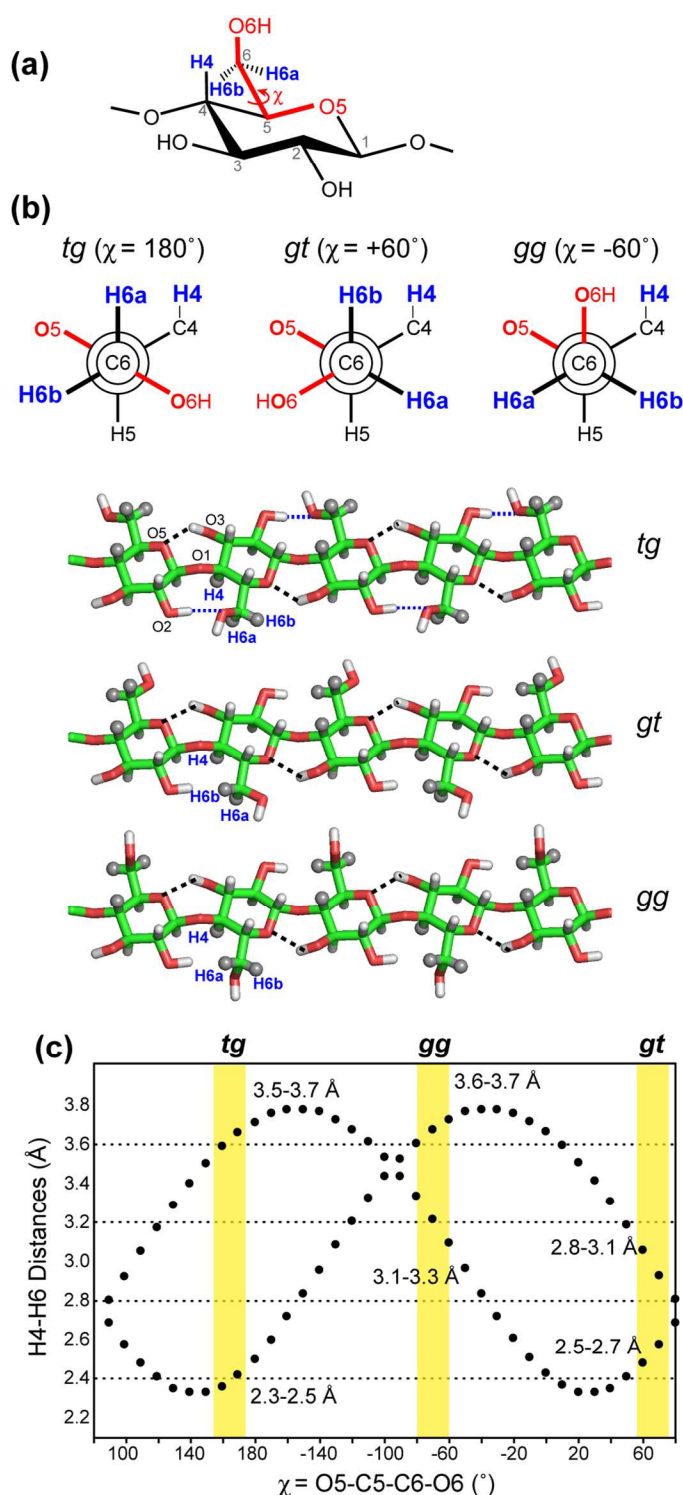 (a)
O6H
H4
6
H6a
H6b
χ
O5
O
4
5
1
O
HO
3
2
OH
(b)
tg (χ = 180˚)
gt (χ = +60˚)
gg (χ = -60˚)
H6a
H4
O5
C4
C6
H6b
O6H
H5
H6b
H4
O5
C4
C6
HO6
H6a
H5
O6H
H4
O5
C4
C6
H6a
H6b
H5
O5
O3
O1
H4
O2
H6a
H6b
tg
H4
H6b
H6a
gt
H4
H6a
H6b
gg
(c)
tg
gg
gt
3.8
3.6
3.4
3.2
3.0
2.8
2.6
2.4
2.2
H4-H6 Distances (Å)
3.5-3.7 Å
3.6-3.7 Å
2.8-3.1 Å
3.1-3.3 Å
2.5-2.7 Å
2.3-2.5 Å
100 140 180 -140 -100 -60 -20 20 60
χ = O5-C5-C6-O6 (˚)